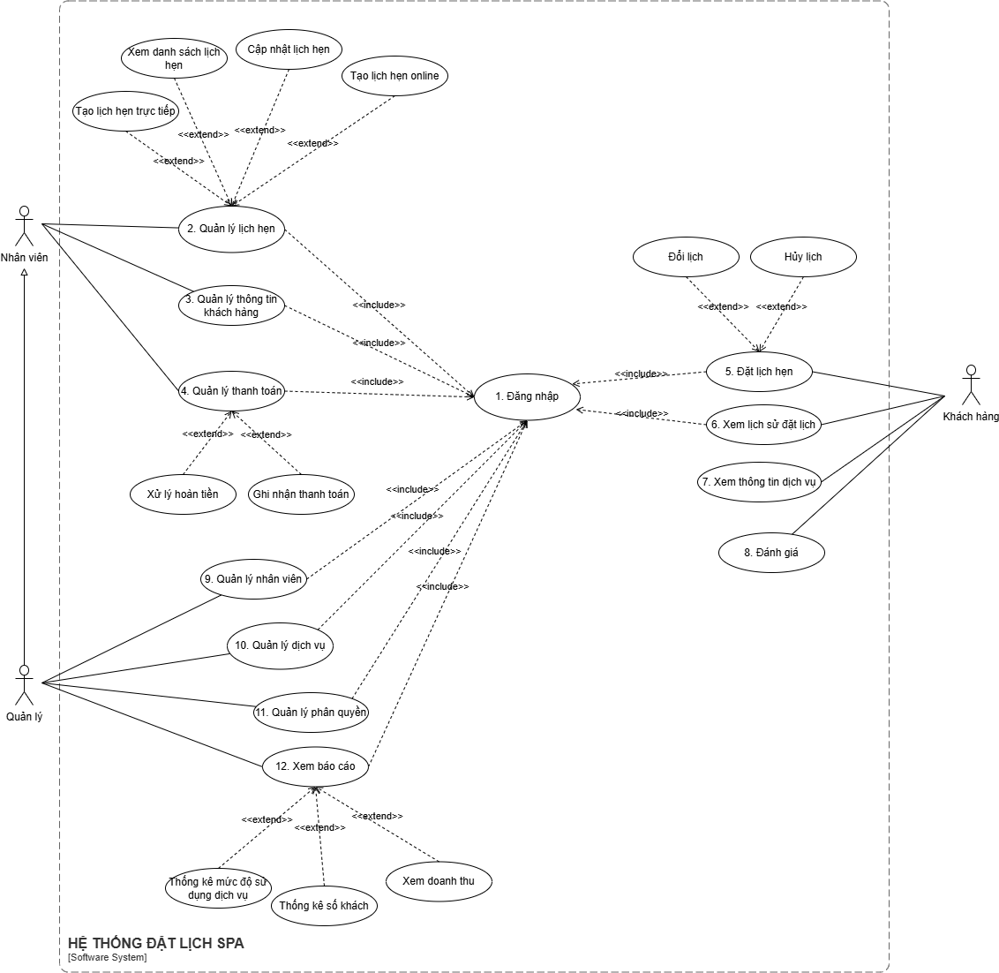 Xem danh sách lịch
hẹn
Cập nhật lịch hẹn
Tạo lịch hẹn online
Tạo lịch hẹn trực tiếp
<<extend>>
<<extend>>
<<extend>>
<<extend>>
Nhân viên
2. Quản lý lịch hẹn
Đổi lịch
Hủy lịch
3. Quản lý thông tin
khách hàng
<<include>>
<<extend>>
<<extend>>
<<include>>
4. Quản lý thanh toán
<<include>>
1. Đăng nhập
<<include>>
5. Đặt lịch hẹn
<<include>>
6. Xem lịch sử đặt lịch
Khách hàng
<<extend>>
<<extend>>
Xử lý hoàn tiền
Ghi nhận thanh toán
7. Xem thông tin dịch vụ
<<include>>
<<include>>
<<include>>
<<include>>
8. Đánh giá
9. Quản lý nhân viên
10. Quản lý dịch vụ
11. Quản lý phân quyền
Quản lý
12. Xem báo cáo
<<extend>>
<<extend>>
<<extend>>
Thống kê mức độ sử
dụng dịch vụ
Thống kê số khách
Xem doanh thu
HỆ THỐNG ĐẶT LỊCH SPA
[Software System]